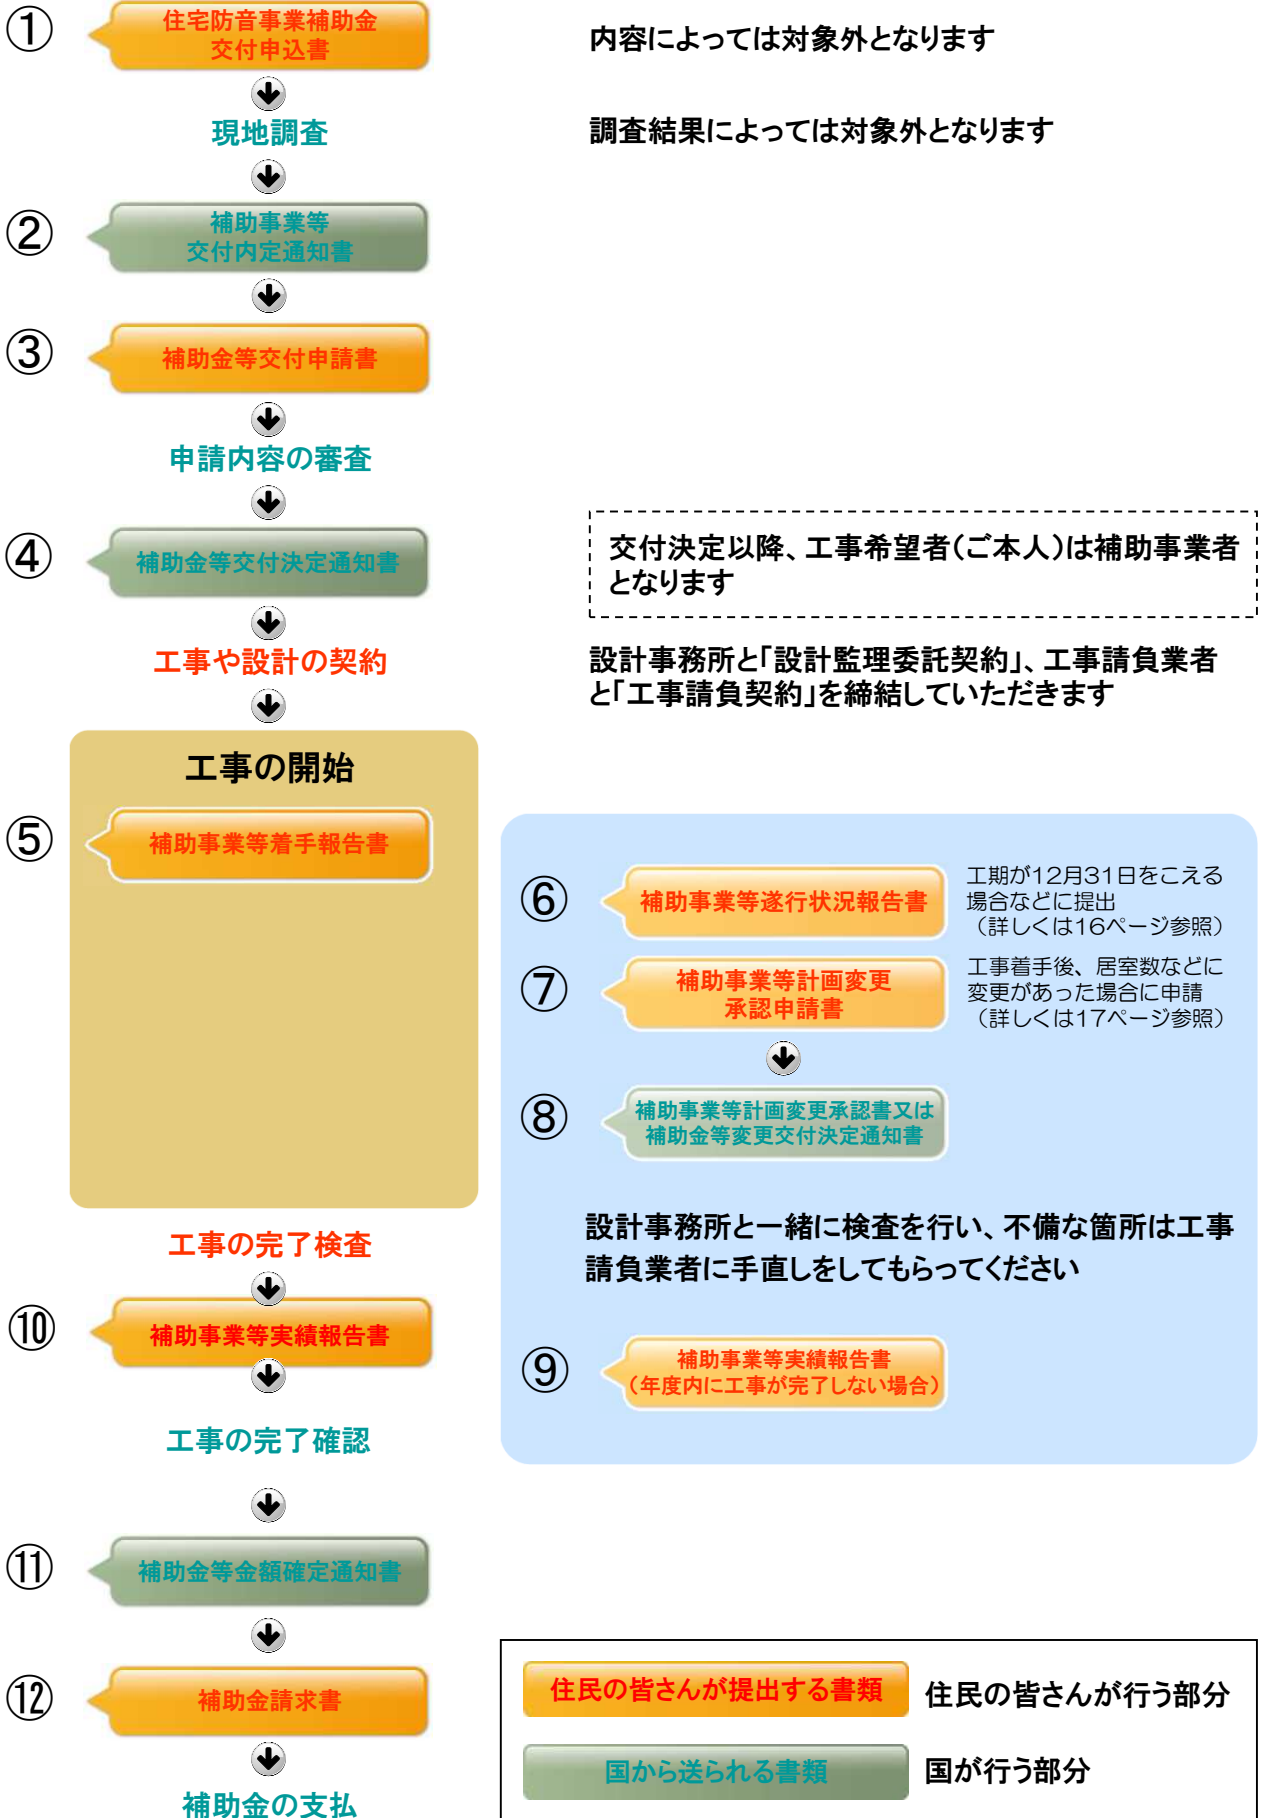 ①
住宅防音事業補助金
交付申込書
内容によっては対象外となります
現地調査
調査結果によっては対象外となります
②
補助事業等
交付内定通知書
③
補助金等交付申請書
申請内容の審査
④
補助金等交付決定通知書
交付決定以降、工事希望者(ご本人)は補助事業者
となります
工事や設計の契約
設計事務所と「設計監理委託契約」、工事請負業者
と「工事請負契約」を締結していただきます
工事の開始
⑤
補助事業等着手報告書
⑥
補助事業等遂行状況報告書
工期が12月31日をこえる
場合などに提出
(詳しくは16ページ参照)
⑦
補助事業等計画変更
承認申請書
工事着手後、居室数などに
変更があった場合に申請
(詳しくは17ページ参照)
⑧
補助事業等計画変更承認書又は
補助金等変更交付決定通知書
工事の完了検査
設計事務所と一緒に検査を行い、不備な箇所は工事
請負業者に手直しをしてもらってください
⑩
補助事業等実績報告書
⑨
補助事業等実績報告書
(年度内に工事が完了しない場合)
工事の完了確認
⑪
補助金等金額確定通知書
⑫
補助金請求書
補助金の支払
住民の皆さんが提出する書類
住民の皆さんが行う部分
国から送られる書類
国が行う部分